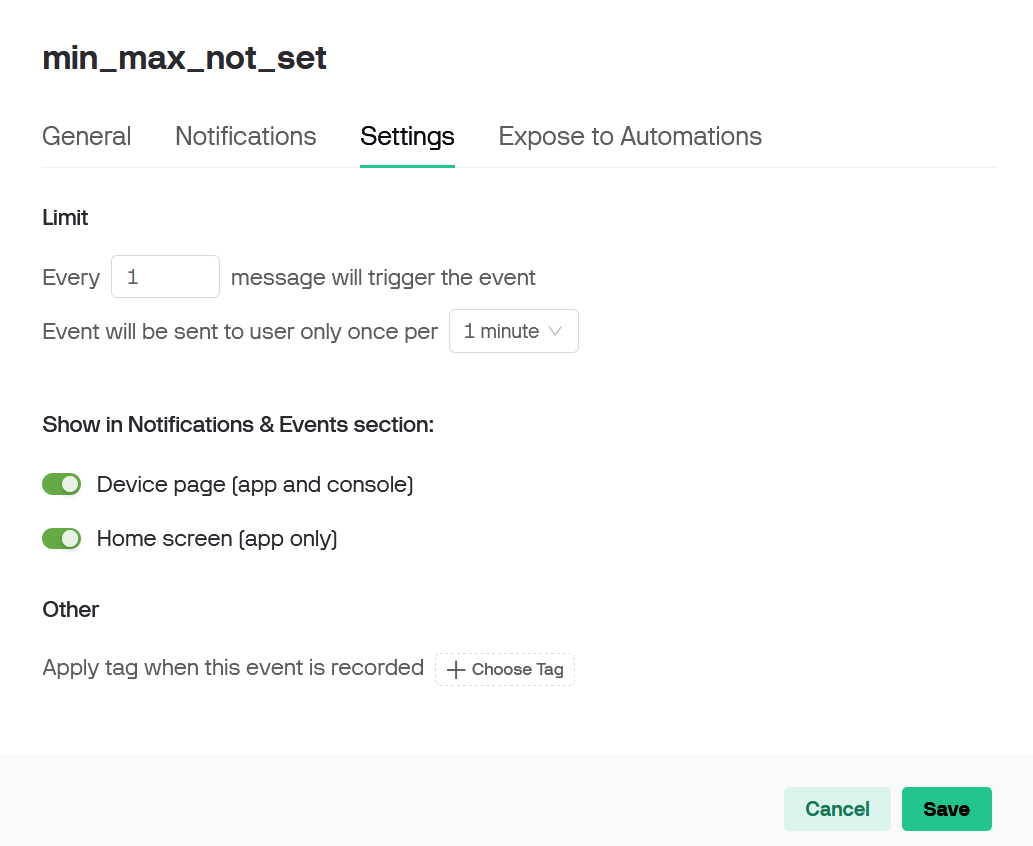 min_max_not_set
General Notifications Settings Expose to Automations
Limit
Every 1 message will trigger the event
Event will be sent to user only once per 1 minute
Show in Notifications & Events section:
Device page (app and console)
Home screen (app only)
Other
Apply tag when this event is recorded + Choose Tag
Cancel Save